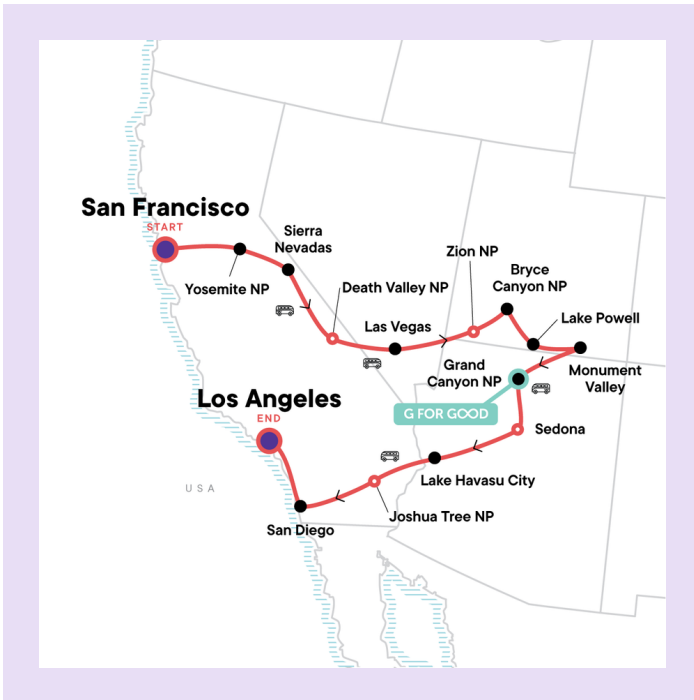 San Francisco
START
Sierra
Nevadas
Yosemite NP
Death Valley NP
Las Vegas
Zion NP
Bryce
Canyon NP
Lake Powell
Monument
Valley
Grand
Canyon NP
G FOR GOOD
Sedona
Lake Havasu City
Joshua Tree NP
San Diego
Los Angeles
END
USA